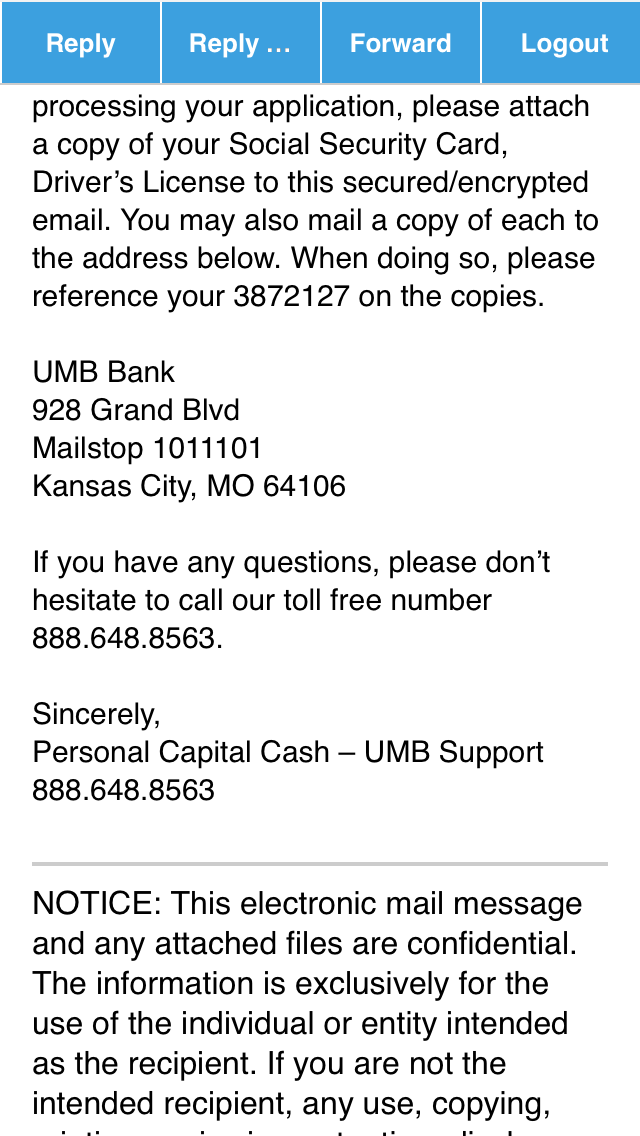 Reply
Reply ...
Forward
Logout
processing your application, please attach
a copy of your Social Security Card,
Driver’s License to this secured/encrypted
email. You may also mail a copy of each to
the address below. When doing so, please
reference your 3872127 on the copies.
UMB Bank
928 Grand Blvd
Mailstop 1011101
Kansas City, MO 64106
If you have any questions, please don’t
hesitate to call our toll free number
888.648.8563.
Sincerely,
Personal Capital Cash – UMB Support
888.648.8563
NOTICE: This electronic mail message
and any attached files are confidential.
The information is exclusively for the
use of the individual or entity intended
as the recipient. If you are not the
intended recipient, any use, copying,